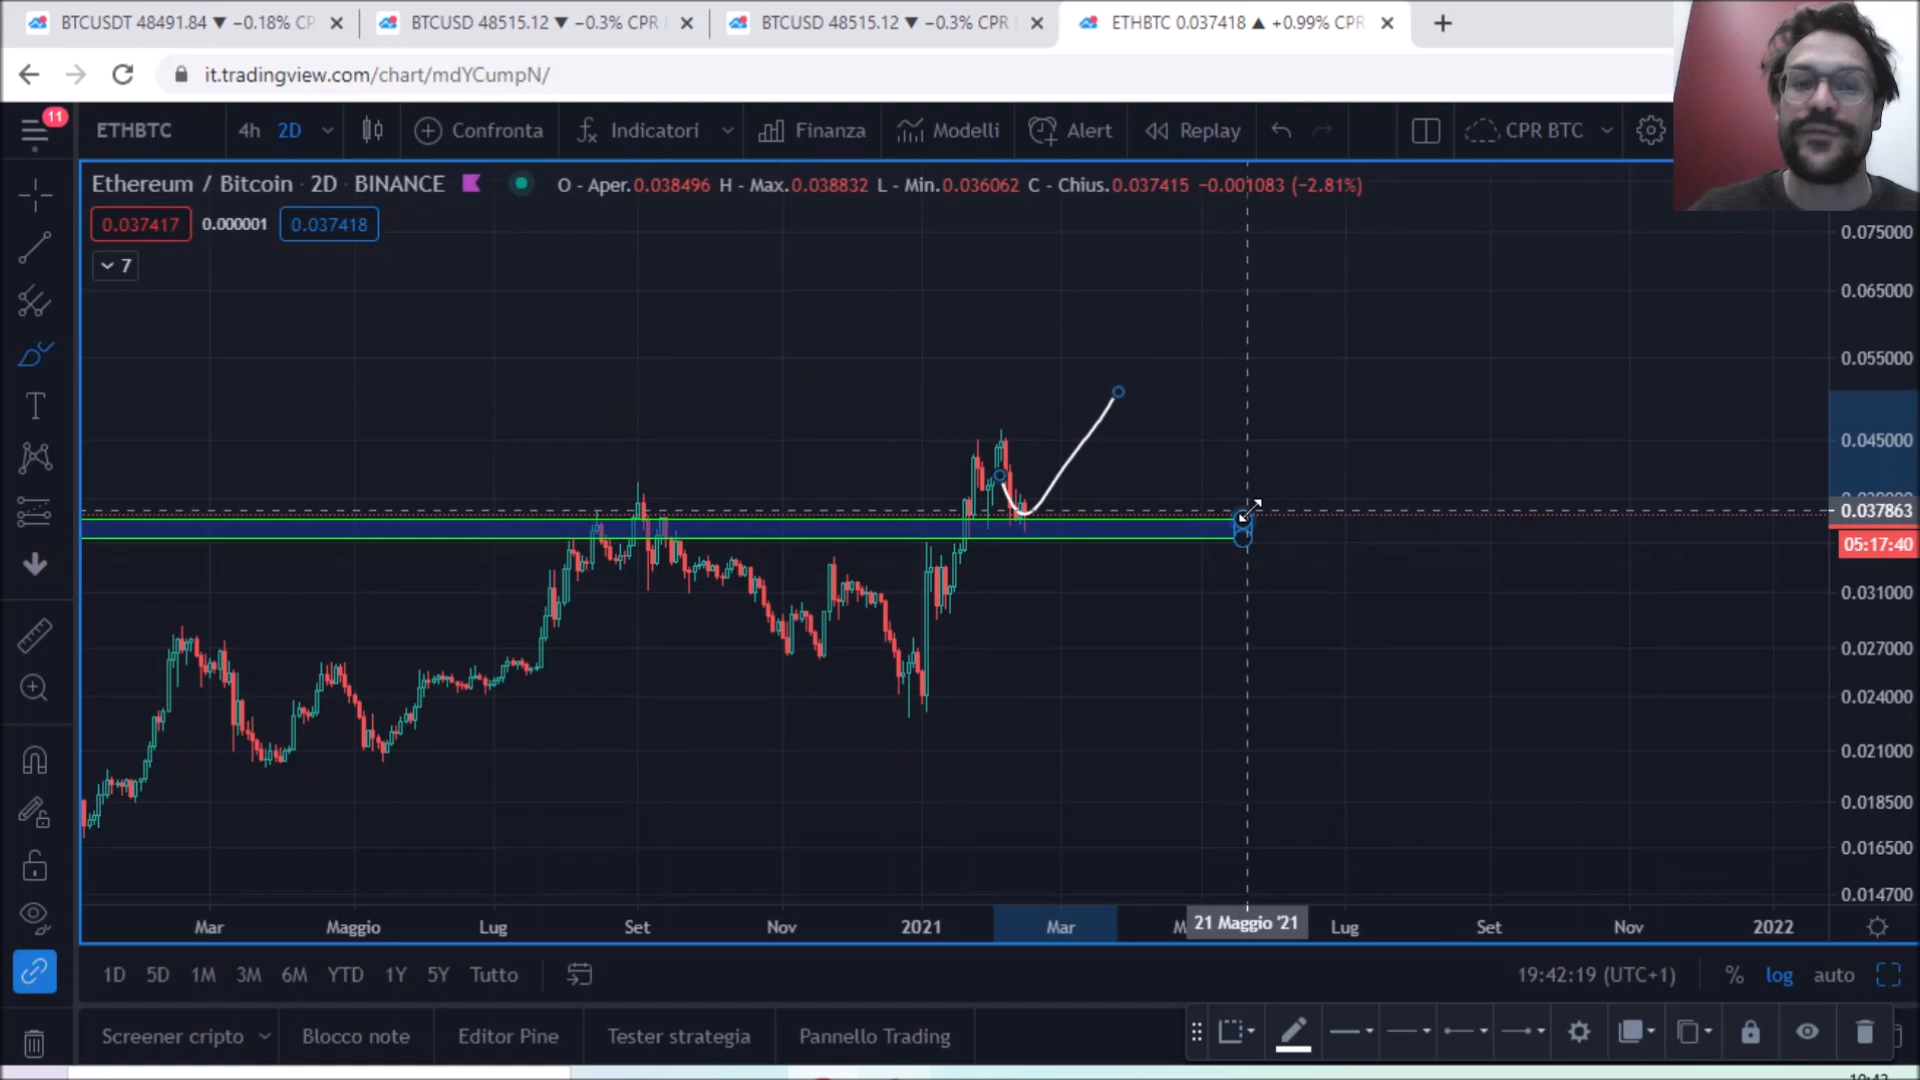 BTCUSDT 48491.84 ▼ −0.18% CP
BTCUSD 48515.12 ▼ −0.3% CPR
BTCUSD 48515.12 ▼ −0.3% CPR
ETHBTC 0.037418 ▲ +0.99% CPR
it.tradingview.com/chart/mdYCumpN/
11
ETHBTC 4h 2D Confronta Indicatori Finanza Modelli Alert Replay CPR BTC
Ethereum / Bitcoin · 2D · BINANCE O - Aper.0.038496 H - Max.0.038832 L - Min.0.036062 C - Chius.0.037415 −0.001083 (−2.81%)
0.037417 0.000001 0.037418
7
0.075000
0.065000
0.055000
0.045000
0.037863
05:17:40
0.031000
0.027000
0.024000
0.021000
0.018500
0.016500
0.014700
Mar Maggio Lug Set Nov 2021 Mar M 21 Maggio '21 Lug Set Nov 2022
1D 5D 1M 3M 6M YTD 1Y 5Y Tutto 19:42:19 (UTC+1) % log auto
Screener cripto Blocco note Editor Pine Tester strategia Pannello Trading